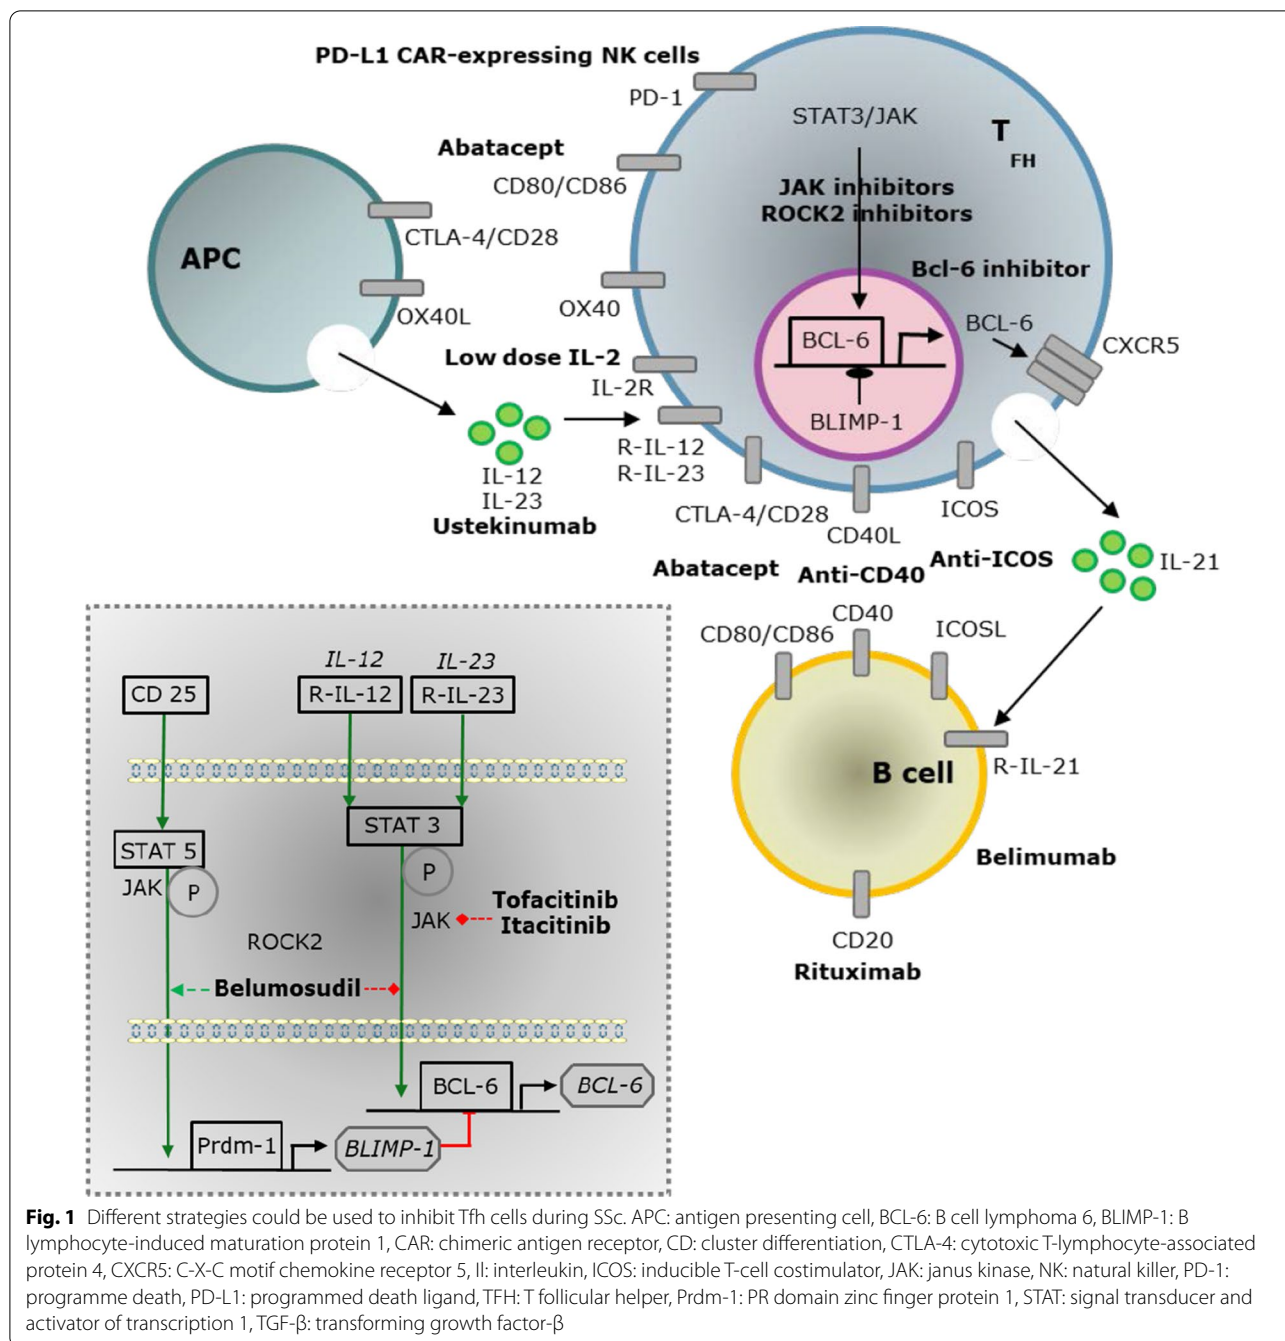 PD-L1 CAR-expressing NK cells
PD-1
STAT3/JAK
T
FH
Abatacept
CD80/CD86
JAK inhibitors
ROCK2 inhibitors
CTLA-4/CD28
APC
Bcl-6 inhibitor
OX40
OX40L
BCL-6
BCL-6
CXCR5
Low dose IL-2
IL-2R
BLIMP-1
R-IL-12
R-IL-23
IL-12
IL-23
Ustekinumab
CTLA-4/CD28
CD40L
ICOS
Abatacept
Anti-CD40
Anti-ICOS
IL-21
CD80/CD86
CD40
ICOSL
R-IL-21
B cell
Belimumab
CD20
Rituximab
IL-12
IL-23
CD 25
R-IL-12
R-IL-23
STAT 5
STAT 3
JAK
P
P
JAK
Tofacitinib
Itacitinib
ROCK2
Belumosudil
BCL-6
BCL-6
Prdm-1
BLIMP-1
Fig. 1 Different strategies could be used to inhibit Tfh cells during SSc. APC: antigen presenting cell, BCL-6: B cell lymphoma 6, BLIMP-1: B
lymphocyte-induced maturation protein 1, CAR: chimeric antigen receptor, CD: cluster differentiation, CTLA-4: cytotoxic T-lymphocyte-associated
protein 4, CXCR5: C-X-C motif chemokine receptor 5, Il: interleukin, ICOS: inducible T-cell costimulator, JAK: janus kinase, NK: natural killer, PD-1:
programme death, PD-L1: programmed death ligand, TFH: T follicular helper, Prdm-1: PR domain zinc finger protein 1, STAT: signal transducer and
activator of transcription 1, TGF-β: transforming growth factor-β